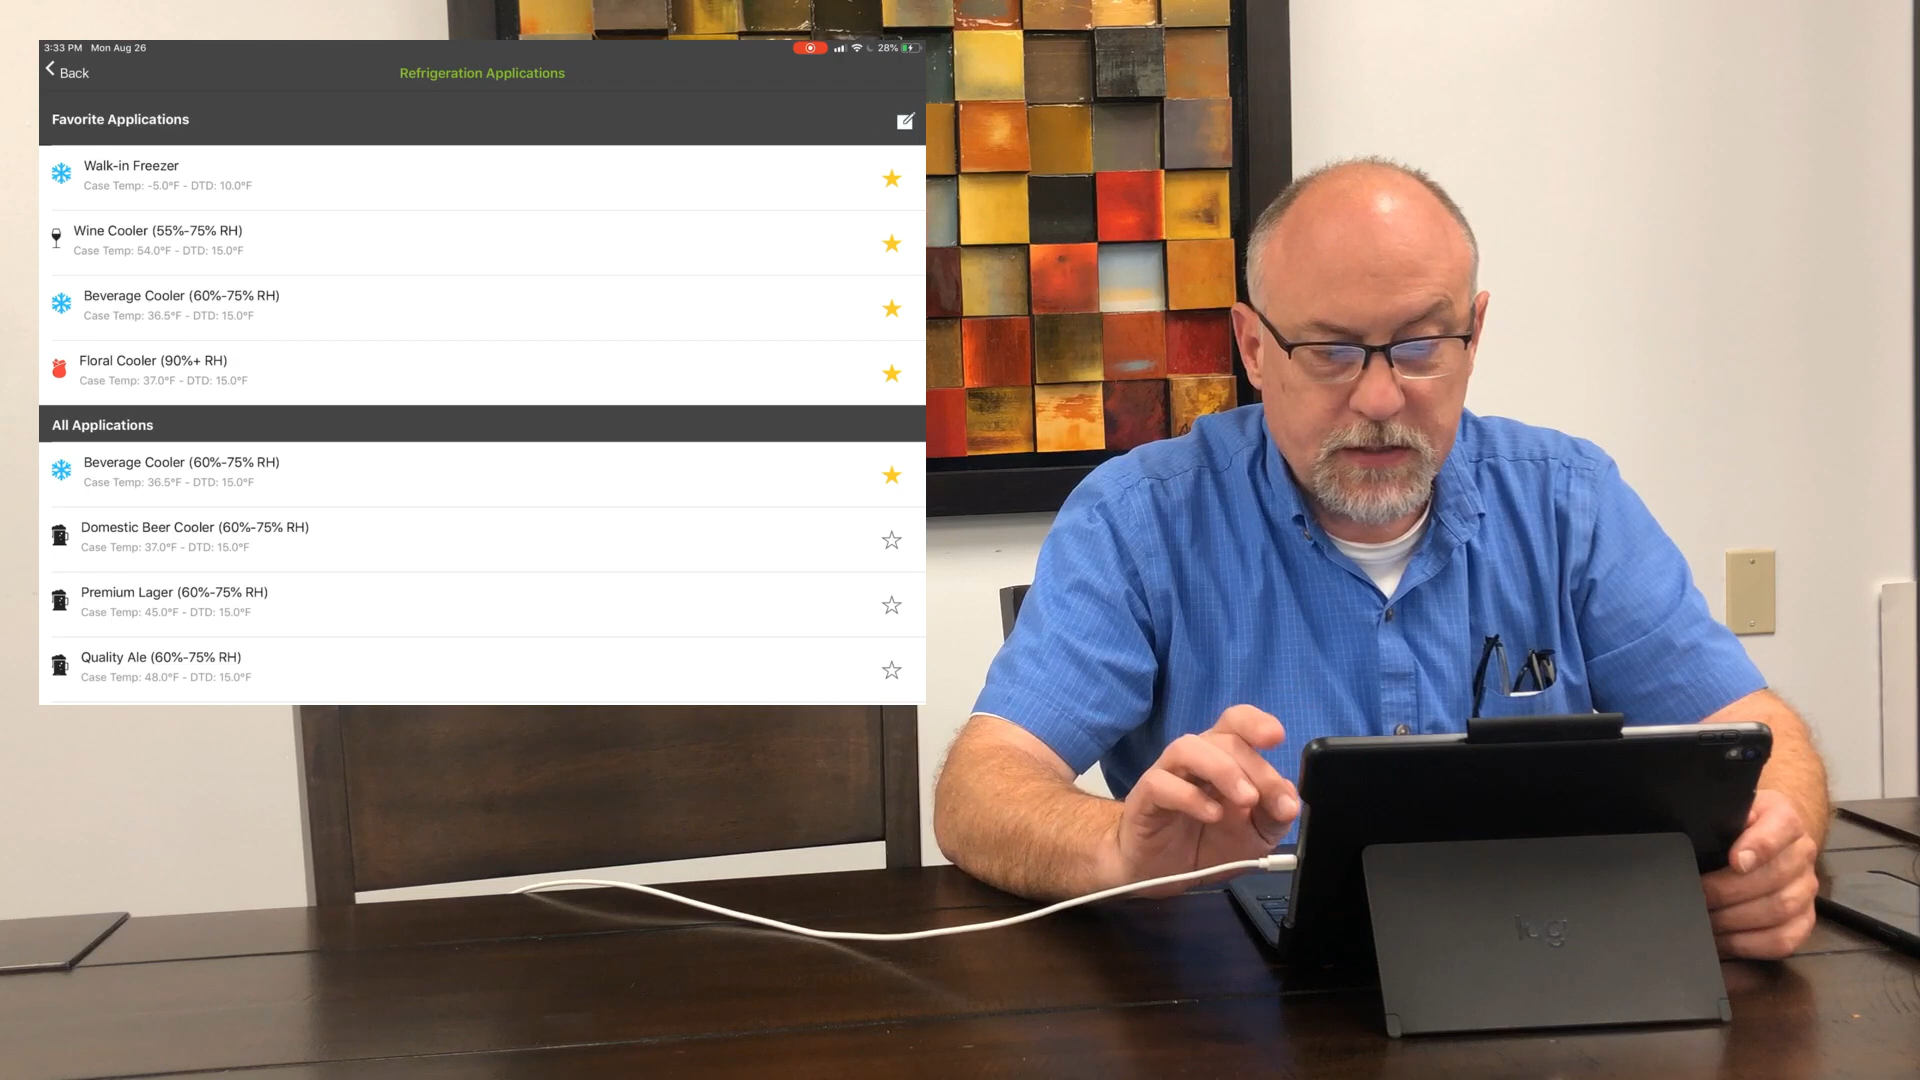 3:33 PM Mon Aug 26
28%
Back
Refrigeration Applications
Favorite Applications
Walk-in Freezer
Case Temp: -5.0°F - DTD: 10.0°F
Wine Cooler (55%-75% RH)
Case Temp: 54.0°F - DTD: 15.0°F
Beverage Cooler (60%-75% RH)
Case Temp: 36.5°F - DTD: 15.0°F
Floral Cooler (90%+ RH)
Case Temp: 37.0°F - DTD: 15.0°F
All Applications
Beverage Cooler (60%-75% RH)
Case Temp: 36.5°F - DTD: 15.0°F
Domestic Beer Cooler (60%-75% RH)
Case Temp: 37.0°F - DTD: 15.0°F
Premium Lager (60%-75% RH)
Case Temp: 45.0°F - DTD: 15.0°F
Quality Ale (60%-75% RH)
Case Temp: 48.0°F - DTD: 15.0°F
logi